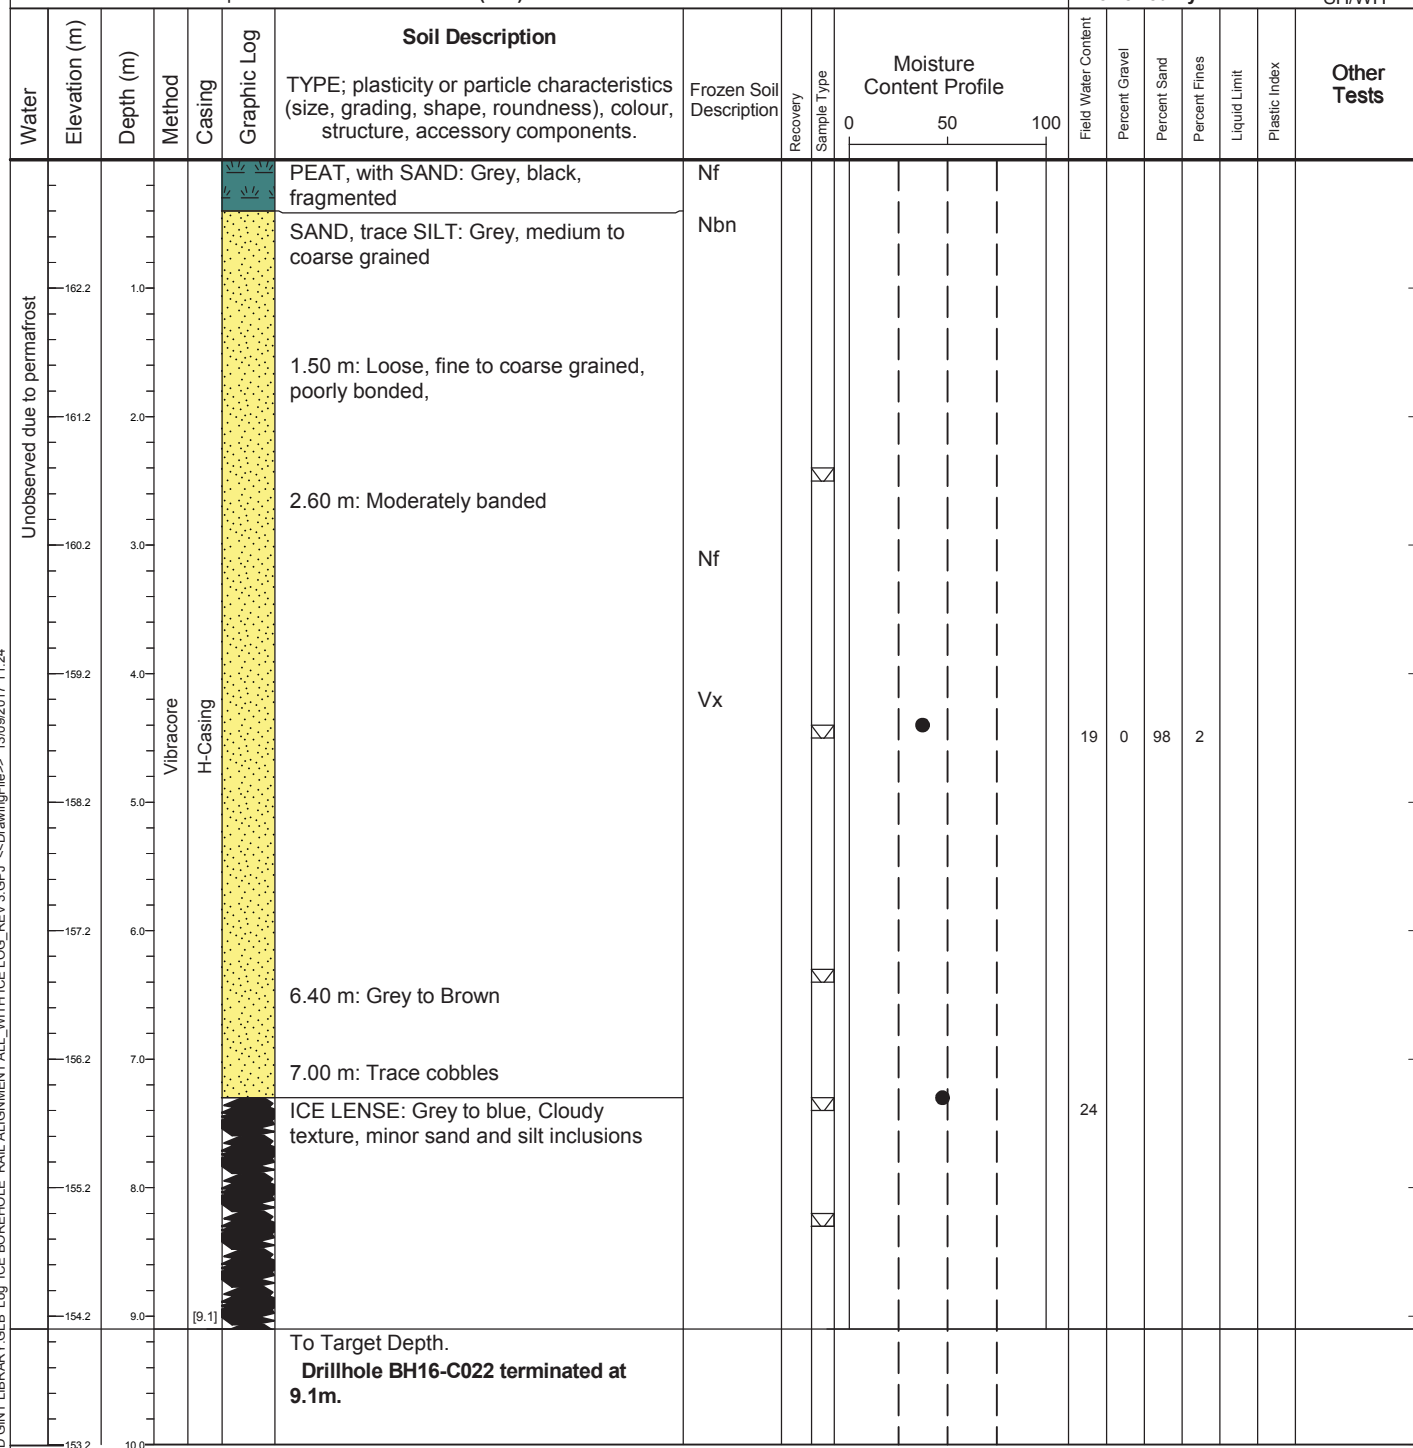 Water
Elevation (m)
Depth (m)
Method
Casing
Graphic Log
Soil Description
TYPE; plasticity or particle characteristics
(size, grading, shape, roundness), colour,
structure, accessory components.
Frozen Soil
Description
Recovery
Sample Type
Moisture
Content Profile
0 50 100
Field Water Content
Percent Gravel
Percent Sand
Percent Fines
Liquid Limit
Plastic Index
Other
Tests
PEAT, with SAND: Grey, black,
fragmented
Nf
SAND, trace SILT: Grey, medium to
coarse grained
Nbn
162.2 1.0
Unobserved due to permafrost
1.50 m: Loose, fine to coarse grained,
poorly bonded,
161.2 2.0
2.60 m: Moderately banded
160.2 3.0
Nf
159.2 4.0
Vx
Vibracore
H-Casing
19 0 98 2
158.2 5.0
157.2 6.0
6.40 m: Grey to Brown
156.2 7.0
7.00 m: Trace cobbles
ICE LENSE: Grey to blue, Cloudy
texture, minor sand and silt inclusions
24
155.2 8.0
154.2 9.0 [9.1]
To Target Depth.
Drillhole BH16-C022 terminated at
9.1m.
153.2 10.0